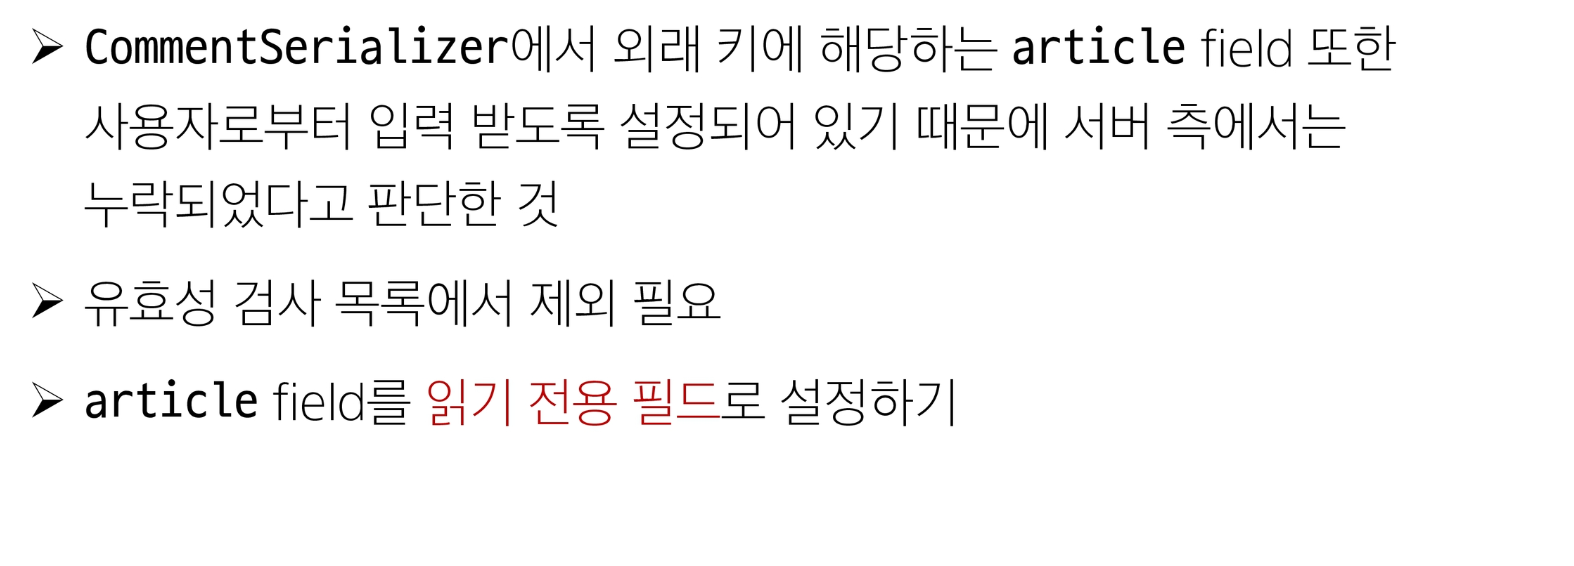 ➢ CommentSerializer에서 외래 키에 해당하는 article field 또한
사용자로부터 입력 받도록 설정되어 있기 때문에 서버 측에서는
누락되었다고 판단한 것
➢ 유효성 검사 목록에서 제외 필요
➢ article field를 읽기 전용 필드로 설정하기